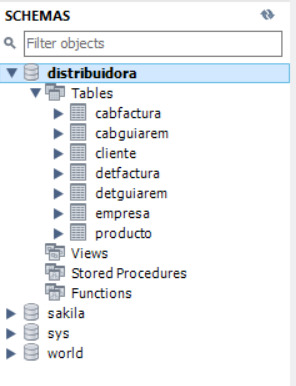 SCHEMAS
Filter objects
distribuidora
Tables
cabfactura
cabguiarem
cliente
detfactura
detguiarem
empresa
producto
Views
Stored Procedures
Functions
sakila
sys
world